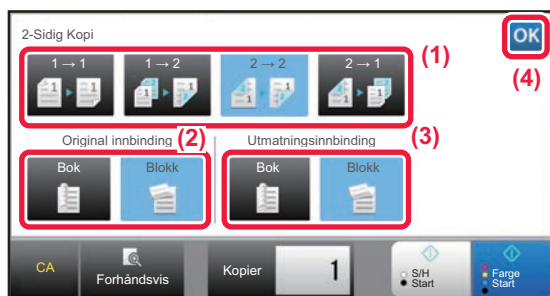 2-Sidig Kopi
OK
(1)
(4)
1 → 1
1 → 2
2 → 2
2 → 1
Original innbinding
(2)
Utmatningsinnbinding
(3)
Bok
Blokk
Bok
Blokk
CA
Forhåndsvis
Kopier
1
S/H
Start
Farge
Start